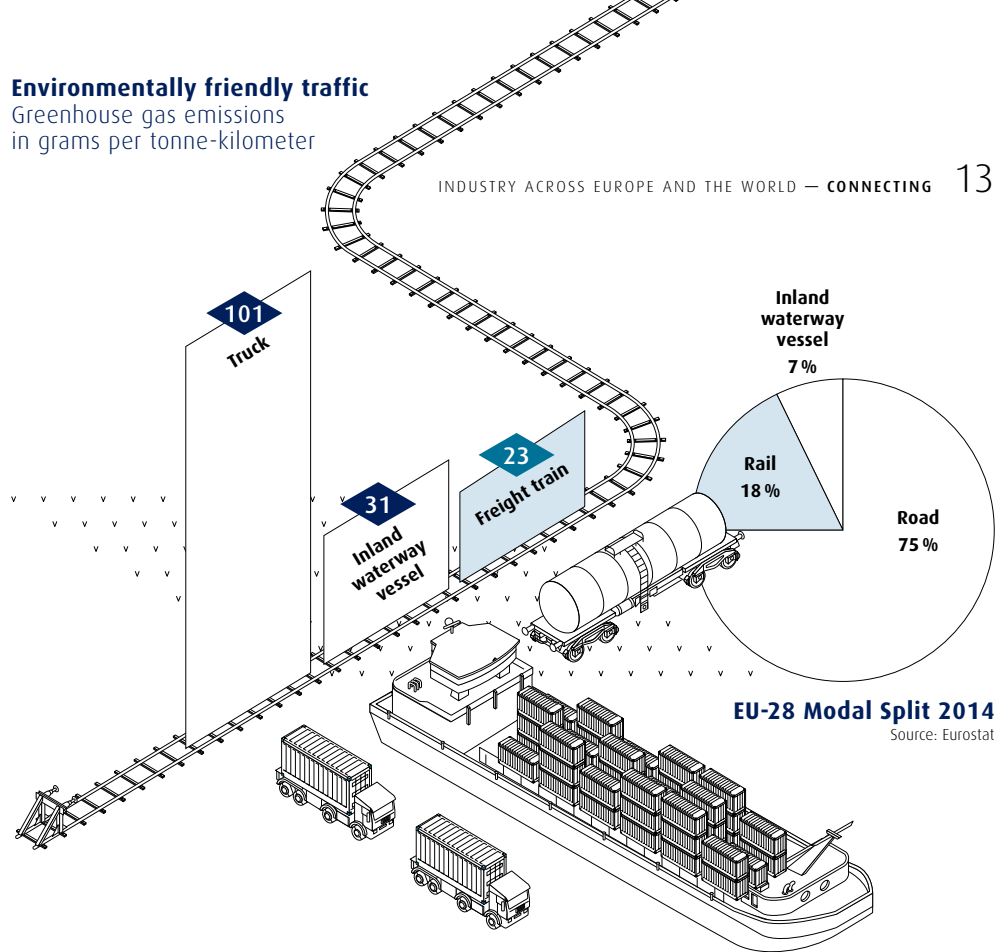 Environmentally friendly traffic
Greenhouse gas emissions
in grams per tonne-kilometer
INDUSTRY ACROSS EUROPE AND THE WORLD — CONNECTING 13
101
Truck
31
Inland
waterway
vessel
23
Freight train
Inland
waterway
vessel
7 %
Rail
18 %
Road
75 %
EU-28 Modal Split 2014
Source: Eurostat